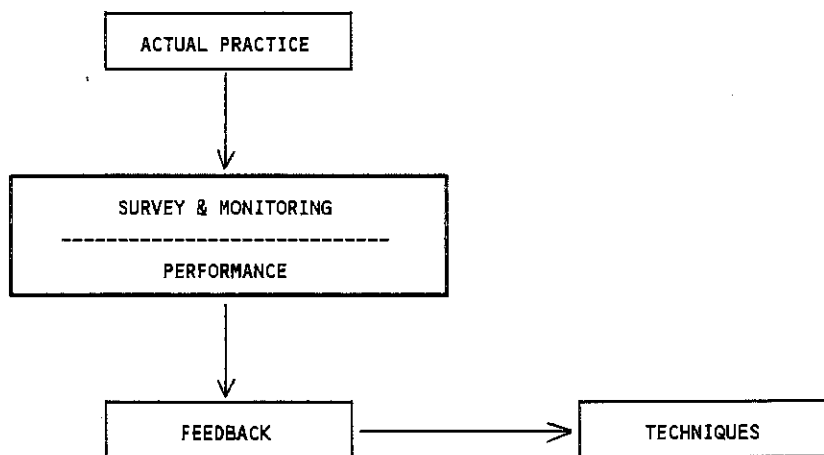 ACTUAL PRACTICE
SURVEY & MONITORING
PERFORMANCE
FEEDBACK
TECHNIQUES